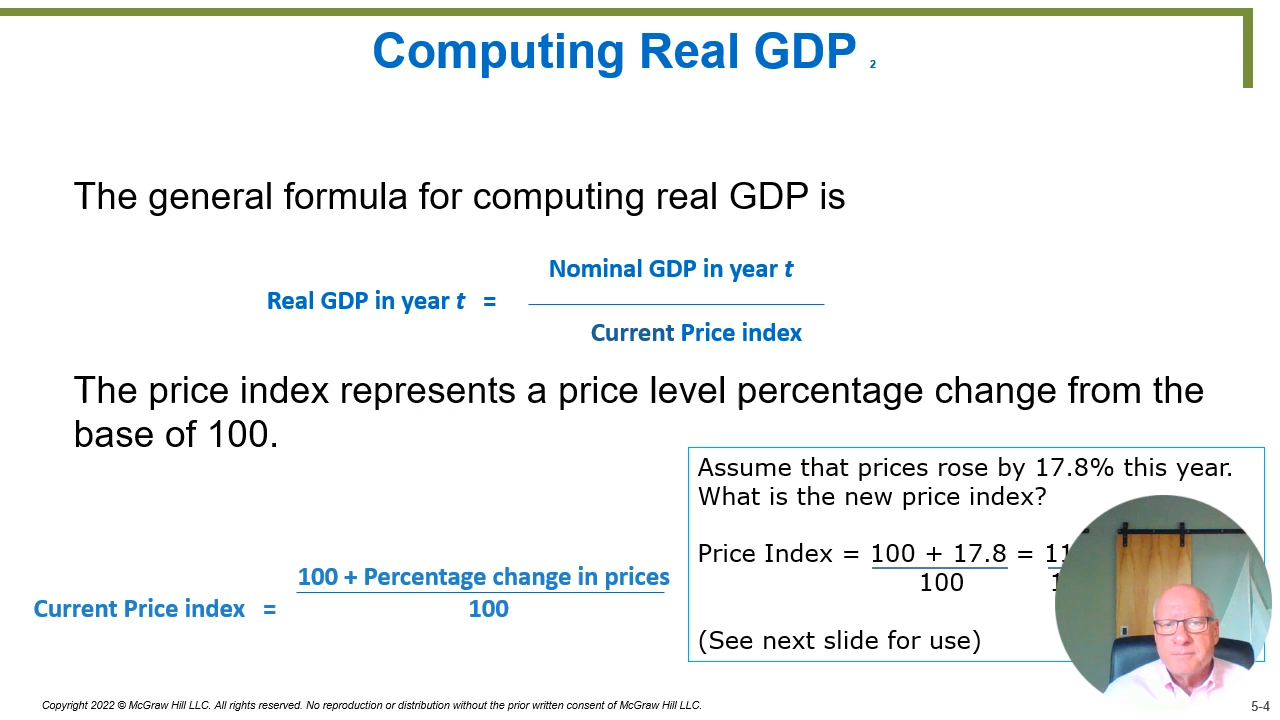 Computing Real GDP 2
The general formula for computing real GDP is
Nominal GDP in year t
Real GDP in year t =
Current Price index
The price index represents a price level percentage change from the
base of 100.
Assume that prices rose by 17.8% this year.
What is the new price index?
Price Index = 100 + 17.8 =
100
(See next slide for use)
100 + Percentage change in prices
Current Price index =
100
Copyright 2022 © McGraw Hill LLC. All rights reserved. No reproduction or distribution without the prior written consent of McGraw Hill LLC.
5-4